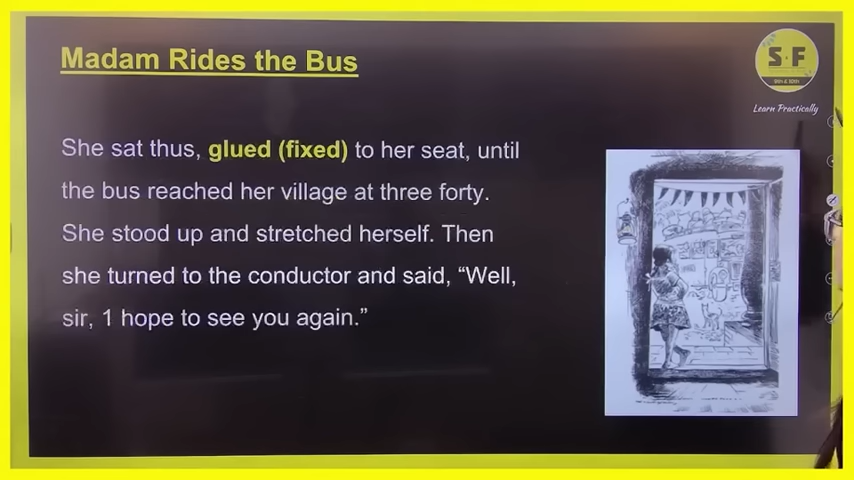 Madam Rides the Bus
S·F
9th & 10th
Learn Practically
She sat thus, glued (fixed) to her seat, until
the bus reached her village at three forty.
She stood up and stretched herself. Then
she turned to the conductor and said, “Well,
sir, 1 hope to see you again.”